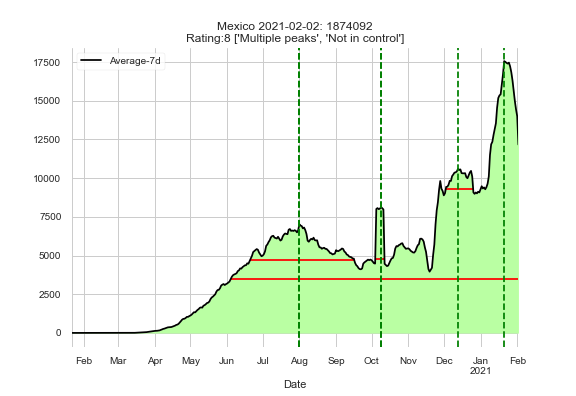 Mexico 2021-02-02: 1874092
Rating:8 ['Multiple peaks', 'Not in control']
Average-7d
17500
15000
12500
10000
7500
5000
2500
0
Feb Mar Apr May Jun Jul Aug Sep Oct Nov Dec Jan Feb
2021
Date